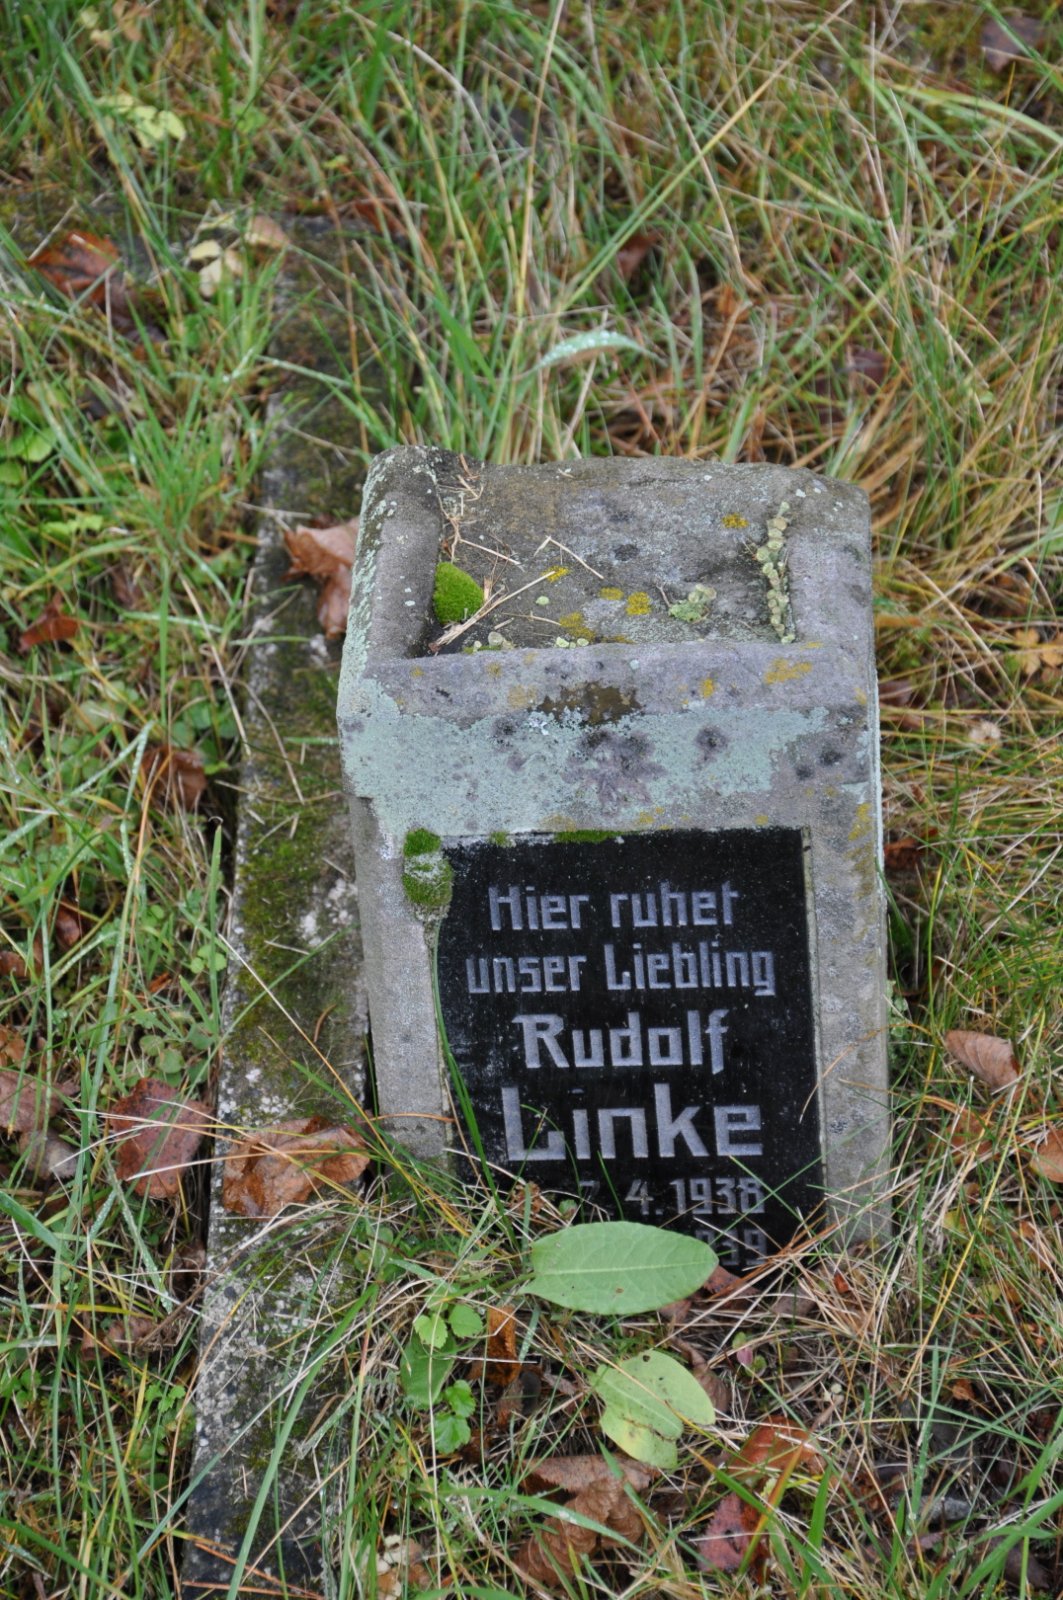 Hier ruhet
unser Liebling
Rudolf
Linke
7. 4. 1938